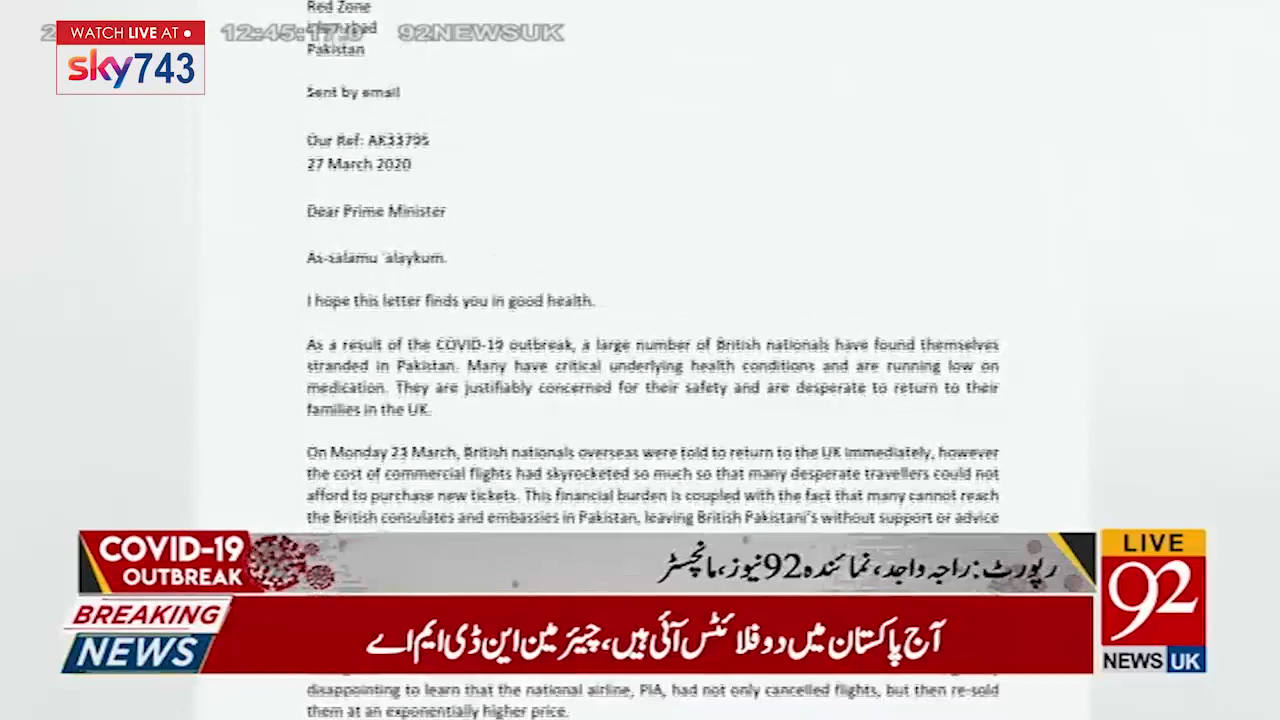 WATCH LIVE AT
sky743
92NEWSUK
Red Zone
Pakistan
Sent by email
Our Ref: AK33795
27 March 2020
Dear Prime Minister
As-salamu 'alaykum.
I hope this letter finds you in good health.
As a result of the COVID-19 outbreak, a large number of British nationals have found themselves
stranded in Pakistan. Many have critical underlying health conditions and are running low on
medication. They are justifiably concerned for their safety and are desperate to return to their
families in the UK.
On Monday 23 March, British nationals overseas were told to return to the UK immediately, however
the cost of commercial flights had skyrocketed so much so that many desperate travellers could not
afford to purchase new tickets. This financial burden is coupled with the fact that many cannot reach
the British consulates and embassies in Pakistan, leaving British Pakistani's without support or advice
COVID-19
OUTBREAK
رپورٹ: راجہ واجد، نمائندہ 92 نیوز، مانچسٹر
BREAKING
NEWS
آج پاکستان میں دو فلائٹس آئی ہیں، چیئرمین این ڈی ایم اے
LIVE
92
NEWS UK
disappointing to learn that the national airline, PIA, had not only cancelled flights, but then re-sold
them at an exponentially higher price.